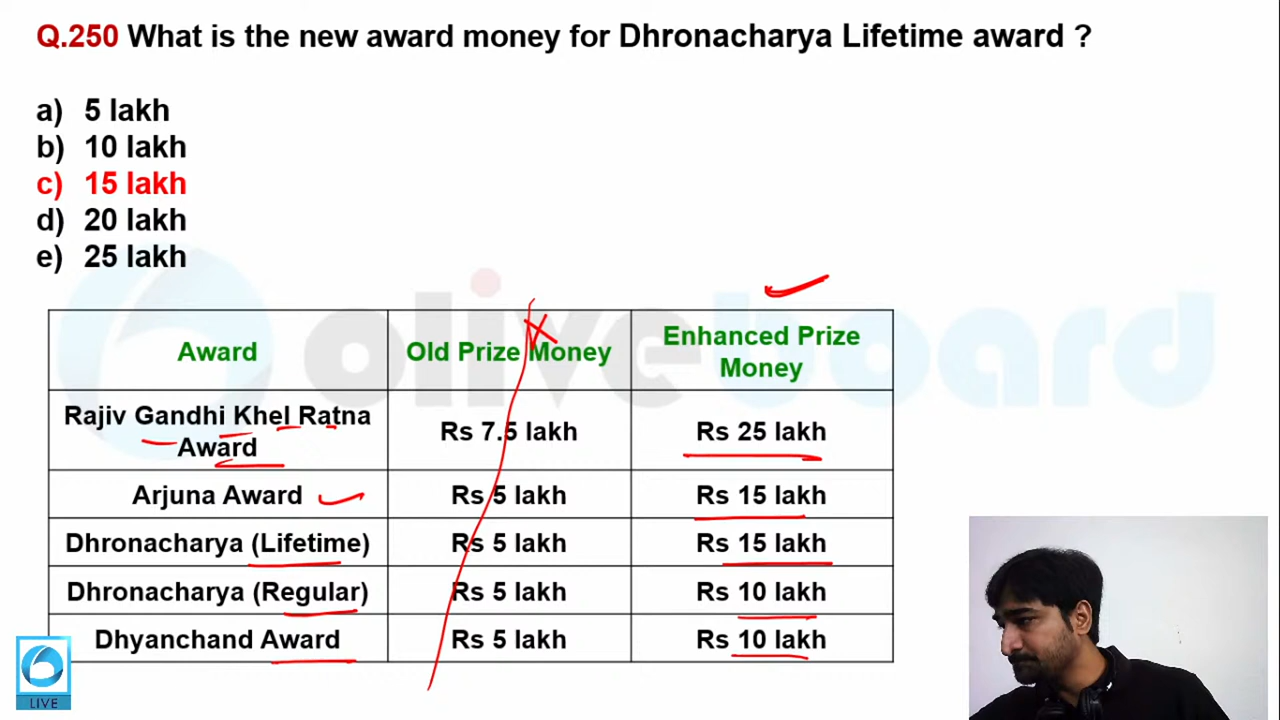 Q.250 What is the new award money for Dhronacharya Lifetime award ?
a) 5 lakh
b) 10 lakh
c) 15 lakh
d) 20 lakh
e) 25 lakh
oliveboard
Award Old Prize Money Enhanced Prize
Money
Rajiv Gandhi Khel Ratna
Award Rs 7.5 lakh Rs 25 lakh
Arjuna Award Rs 5 lakh Rs 15 lakh
Dhronacharya (Lifetime) Rs 5 lakh Rs 15 lakh
Dhronacharya (Regular) Rs 5 lakh Rs 10 lakh
Dhyanchand Award Rs 5 lakh Rs 10 lakh
LIVE